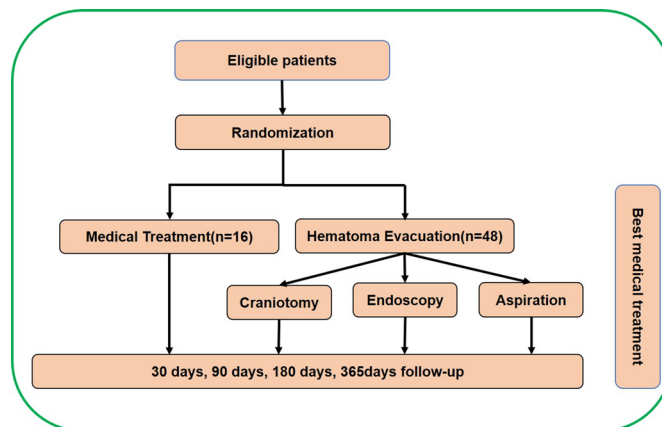 Eligible patients
Randomization
Medical Treatment(n=16)
Hematoma Evacuation(n=48)
Craniotomy
Endoscopy
Aspiration
30 days, 90 days, 180 days, 365days follow-up
Best medical treatment